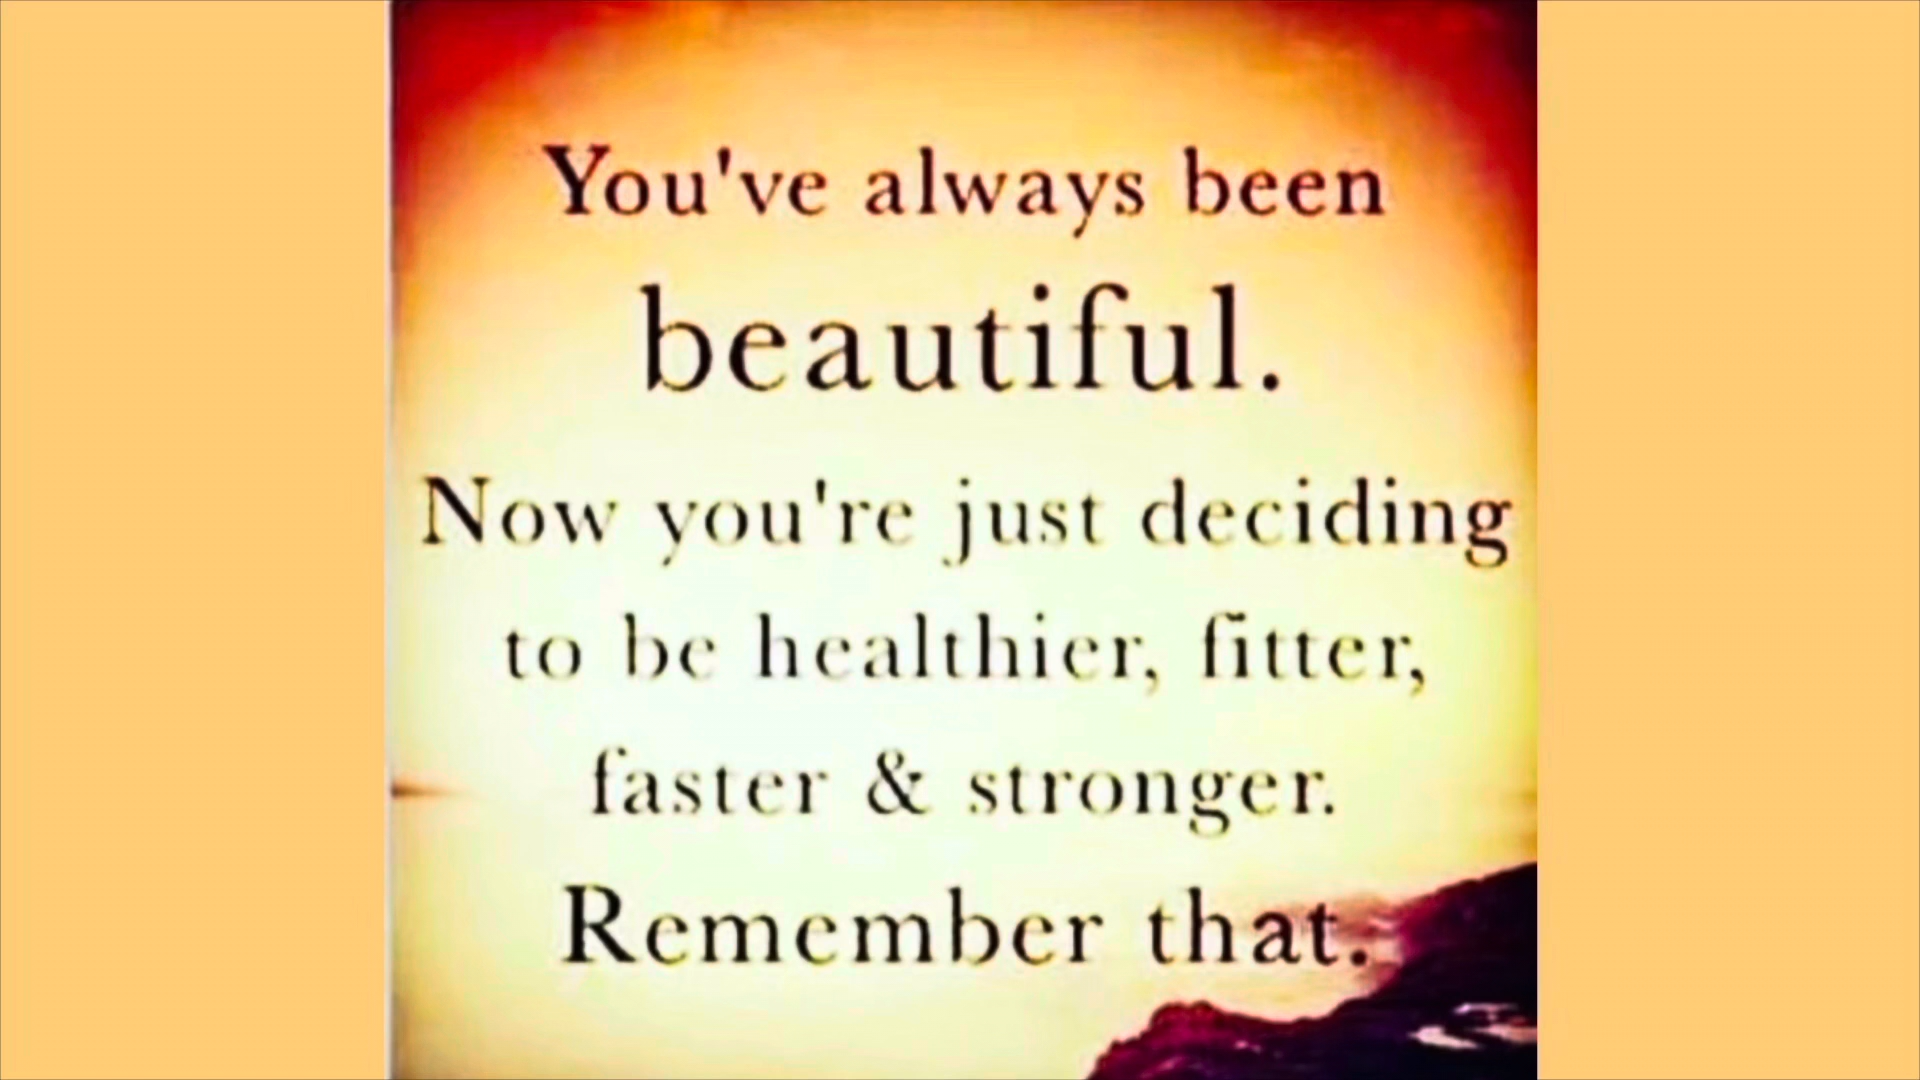 You've always been
beautiful.
Now you're just deciding
to be healthier, fitter,
faster & stronger.
Remember that.